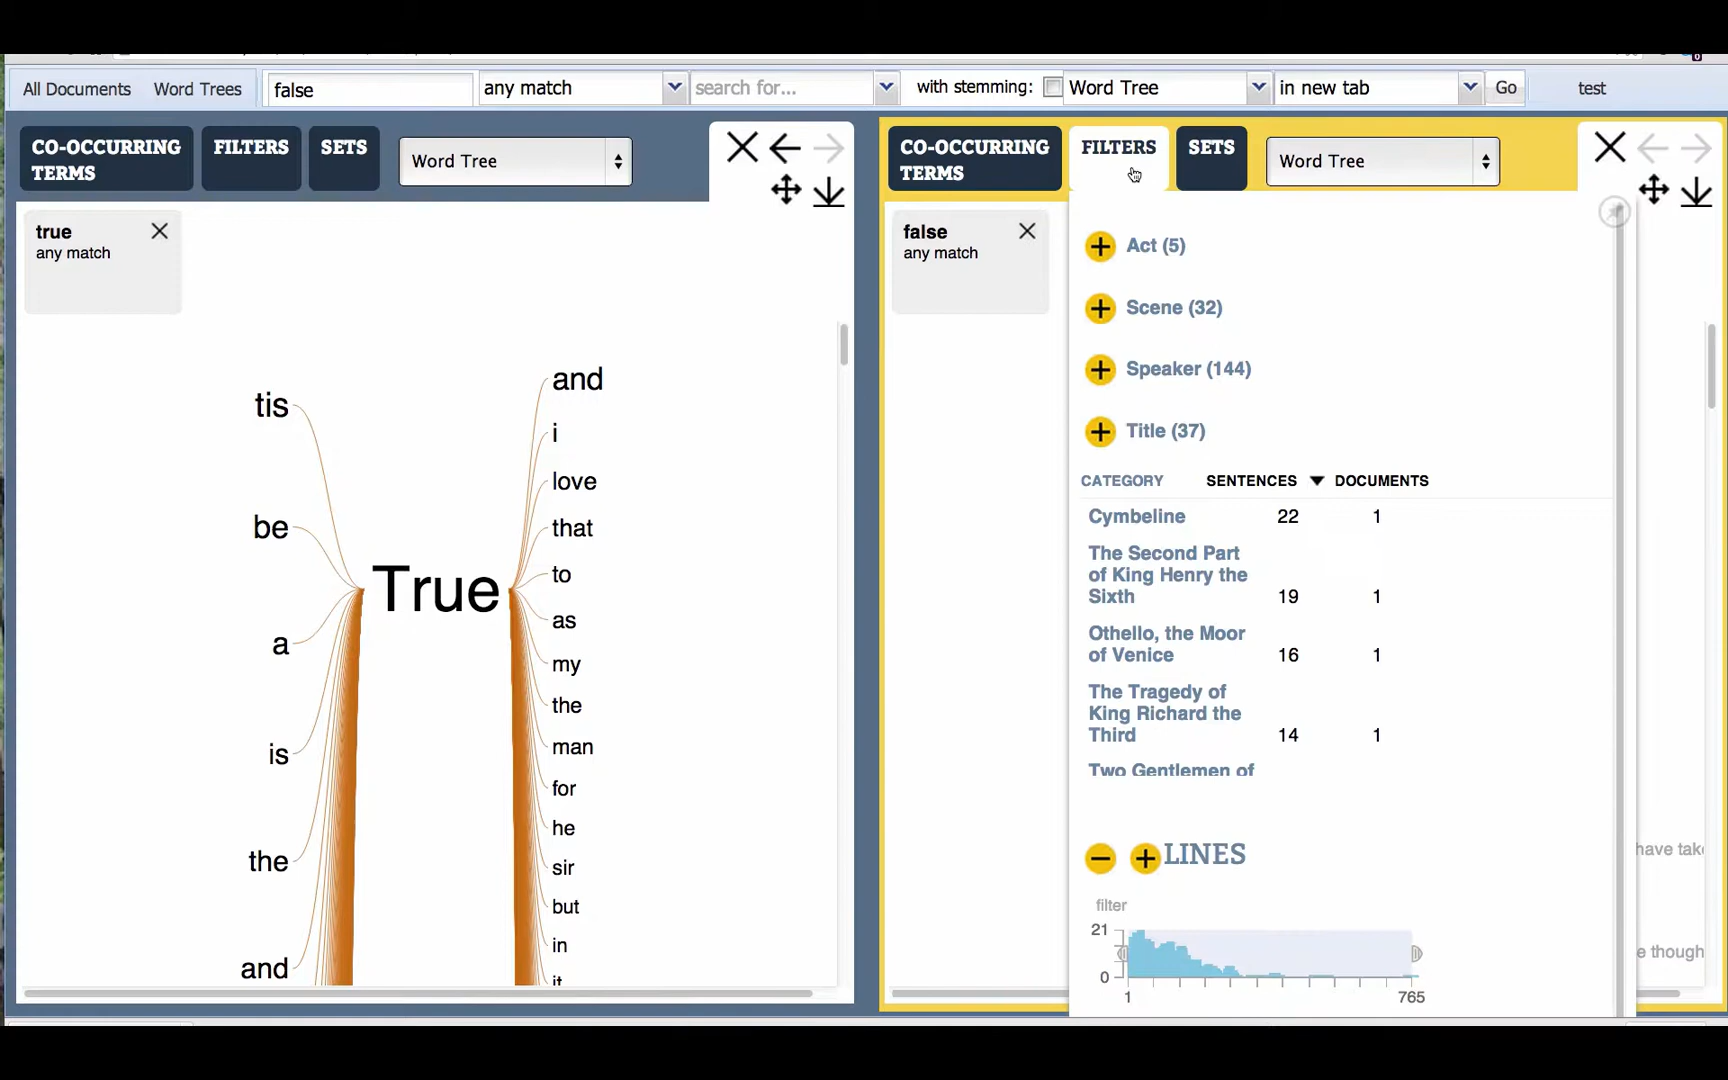 All Documents Word Trees false any match search for... with stemming: Word Tree in new tab Go test
CO-OCCURRING TERMS
FILTERS
SETS
Word Tree
true
any match
tis
be
a
is
the
and
True
and
i
love
that
to
as
my
the
man
for
he
sir
but
in
it
CO-OCCURRING TERMS
FILTERS
SETS
Word Tree
false
any match
Act (5)
Scene (32)
Speaker (144)
Title (37)
CATEGORY SENTENCES DOCUMENTS
Cymbeline 22 1
The Second Part
of King Henry the
Sixth 19 1
Othello, the Moor
of Venice 16 1
The Tragedy of
King Richard the
Third 14 1
Two Gentlemen of
LINES
filter
21
0
1 765
have take
e though